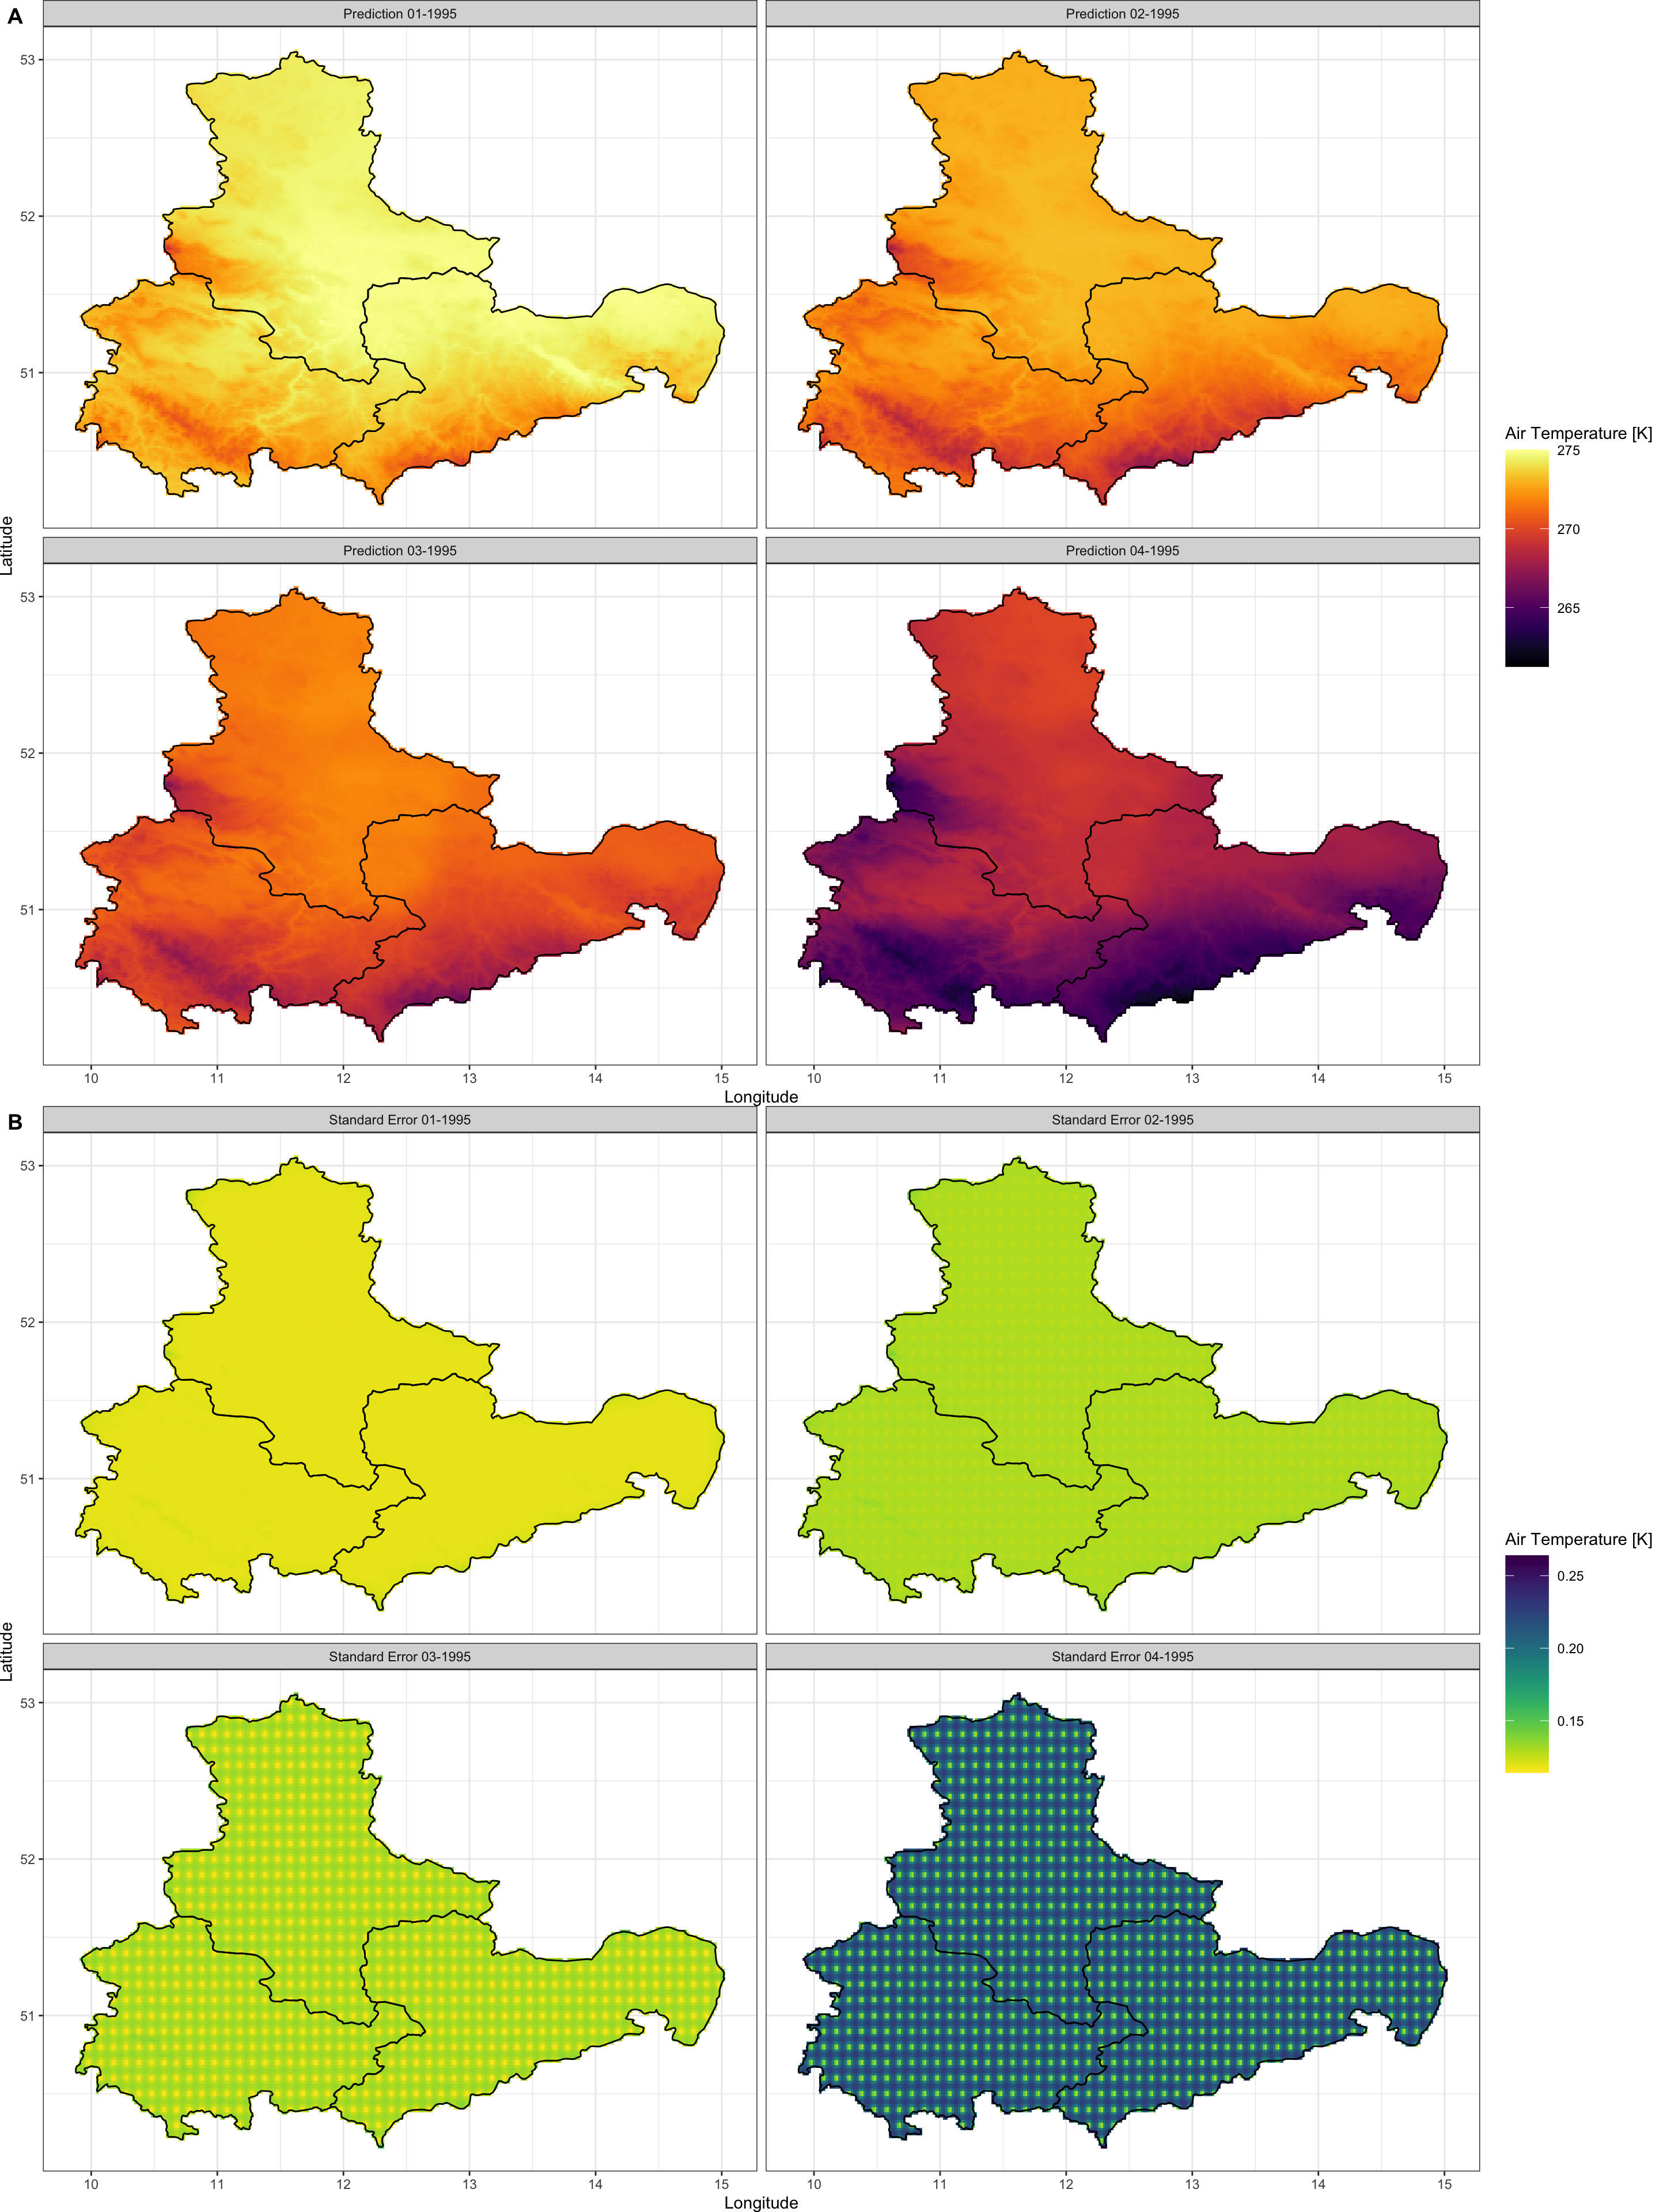 A
Prediction 01-1995
Prediction 02-1995
53
52
51
Prediction 03-1995
Prediction 04-1995
53
52
51
Latitude
10 11 12 13 14 15
10 11 12 13 14 15
Longitude
Air Temperature [K]
275
270
265
B
Standard Error 01-1995
Standard Error 02-1995
53
52
51
Standard Error 03-1995
Standard Error 04-1995
53
52
51
Latitude
10 11 12 13 14 15
10 11 12 13 14 15
Longitude
Air Temperature [K]
0.25
0.20
0.15